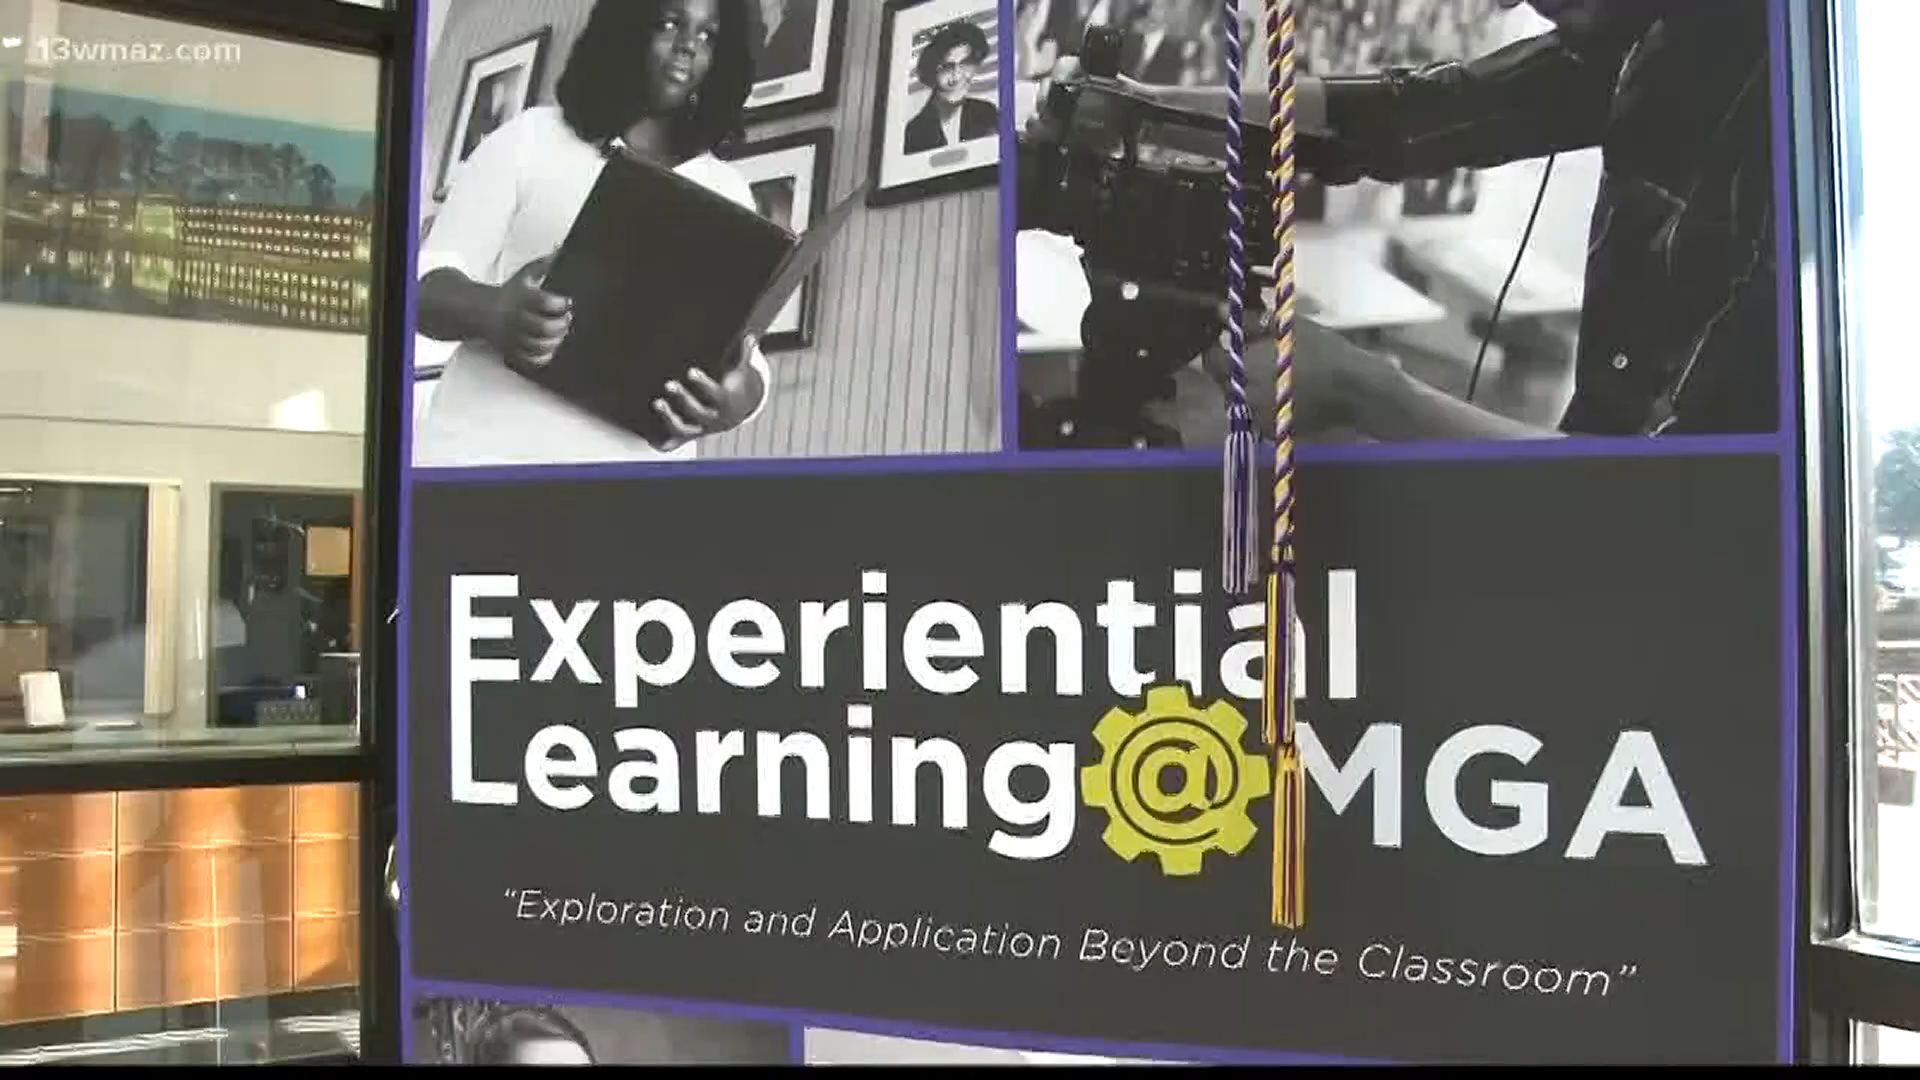 13wmaz.com
Experiential
Learning@MGA
“Exploration and Application Beyond the Classroom”